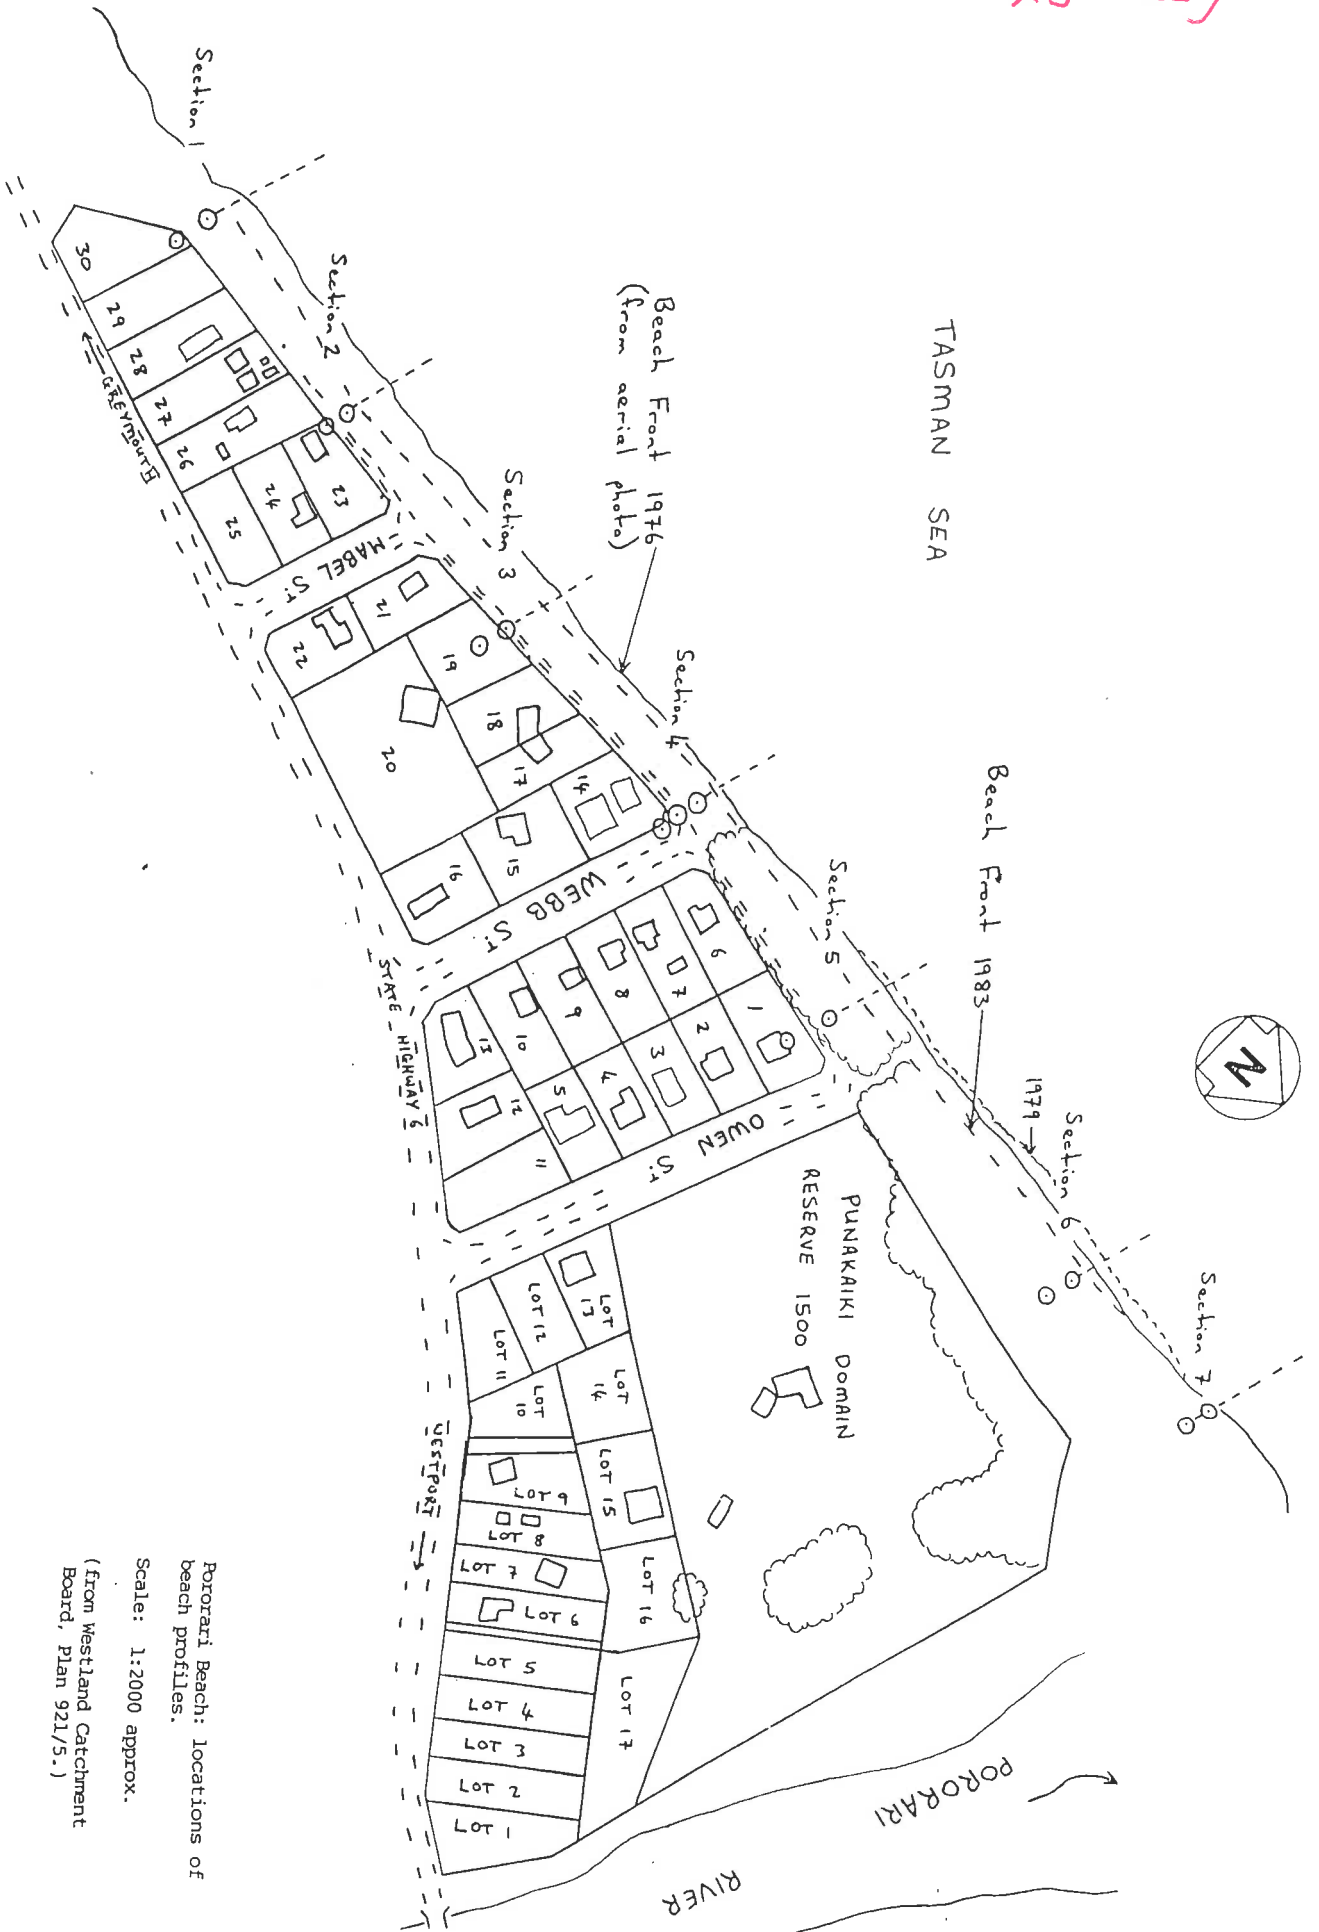 TASMAN SEA
Beach Front 1976
(from aerial photo)
Beach Front 1983
1979
Section 1
Section 2
Section 3
Section 4
Section 5
Section 6
Section 7
N
30
29
28
27
26
25
24
23
GREYMOUTH
MABEL ST
22
21
20
19
18
17
14
15
16
WEBB ST
STATE HIGHWAY 6
6
7
8
9
10
13
1
2
3
4
5
12
11
OWEN ST
PUNAKAIKI DOMAIN
RESERVE 1500
LOT 13
LOT 12
LOT 11
LOT 10
LOT 14
LOT 15
LOT 16
LOT 17
LOT 9
LOT 8
LOT 7
LOT 6
LOT 5
LOT 4
LOT 3
LOT 2
LOT 1
WESTPORT
PORORARI
RIVER
Pororari Beach: locations of
beach profiles.
Scale: 1:2000 approx.
(from Westland Catchment
Board, Plan 921/5.)